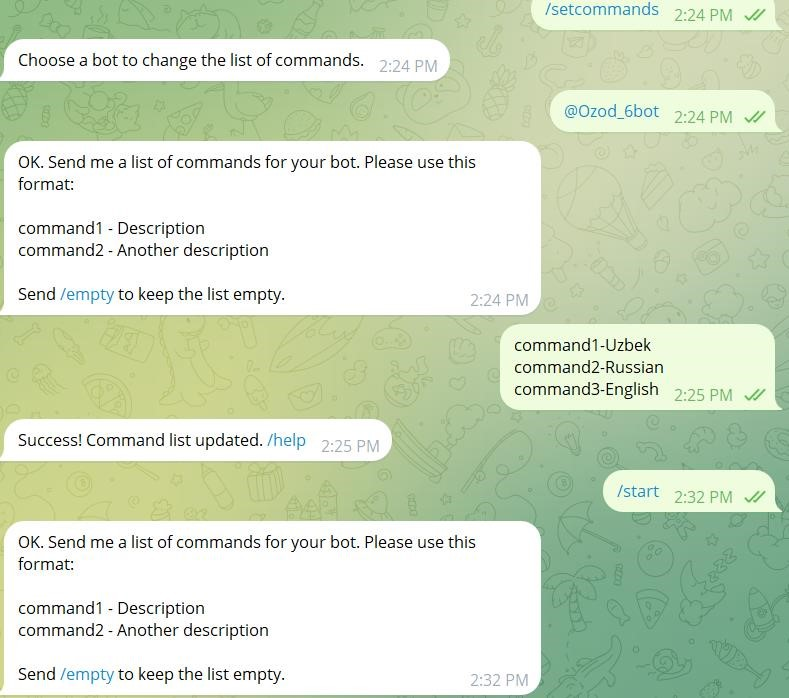 /setcommands 2:24 PM
Choose a bot to change the list of commands. 2:24 PM
@Ozod_6bot 2:24 PM
OK. Send me a list of commands for your bot. Please use this
format:
command1 - Description
command2 - Another description
Send /empty to keep the list empty. 2:24 PM
command1-Uzbek
command2-Russian
command3-English 2:25 PM
Success! Command list updated. /help 2:25 PM
/start 2:32 PM
OK. Send me a list of commands for your bot. Please use this
format:
command1 - Description
command2 - Another description
Send /empty to keep the list empty. 2:32 PM